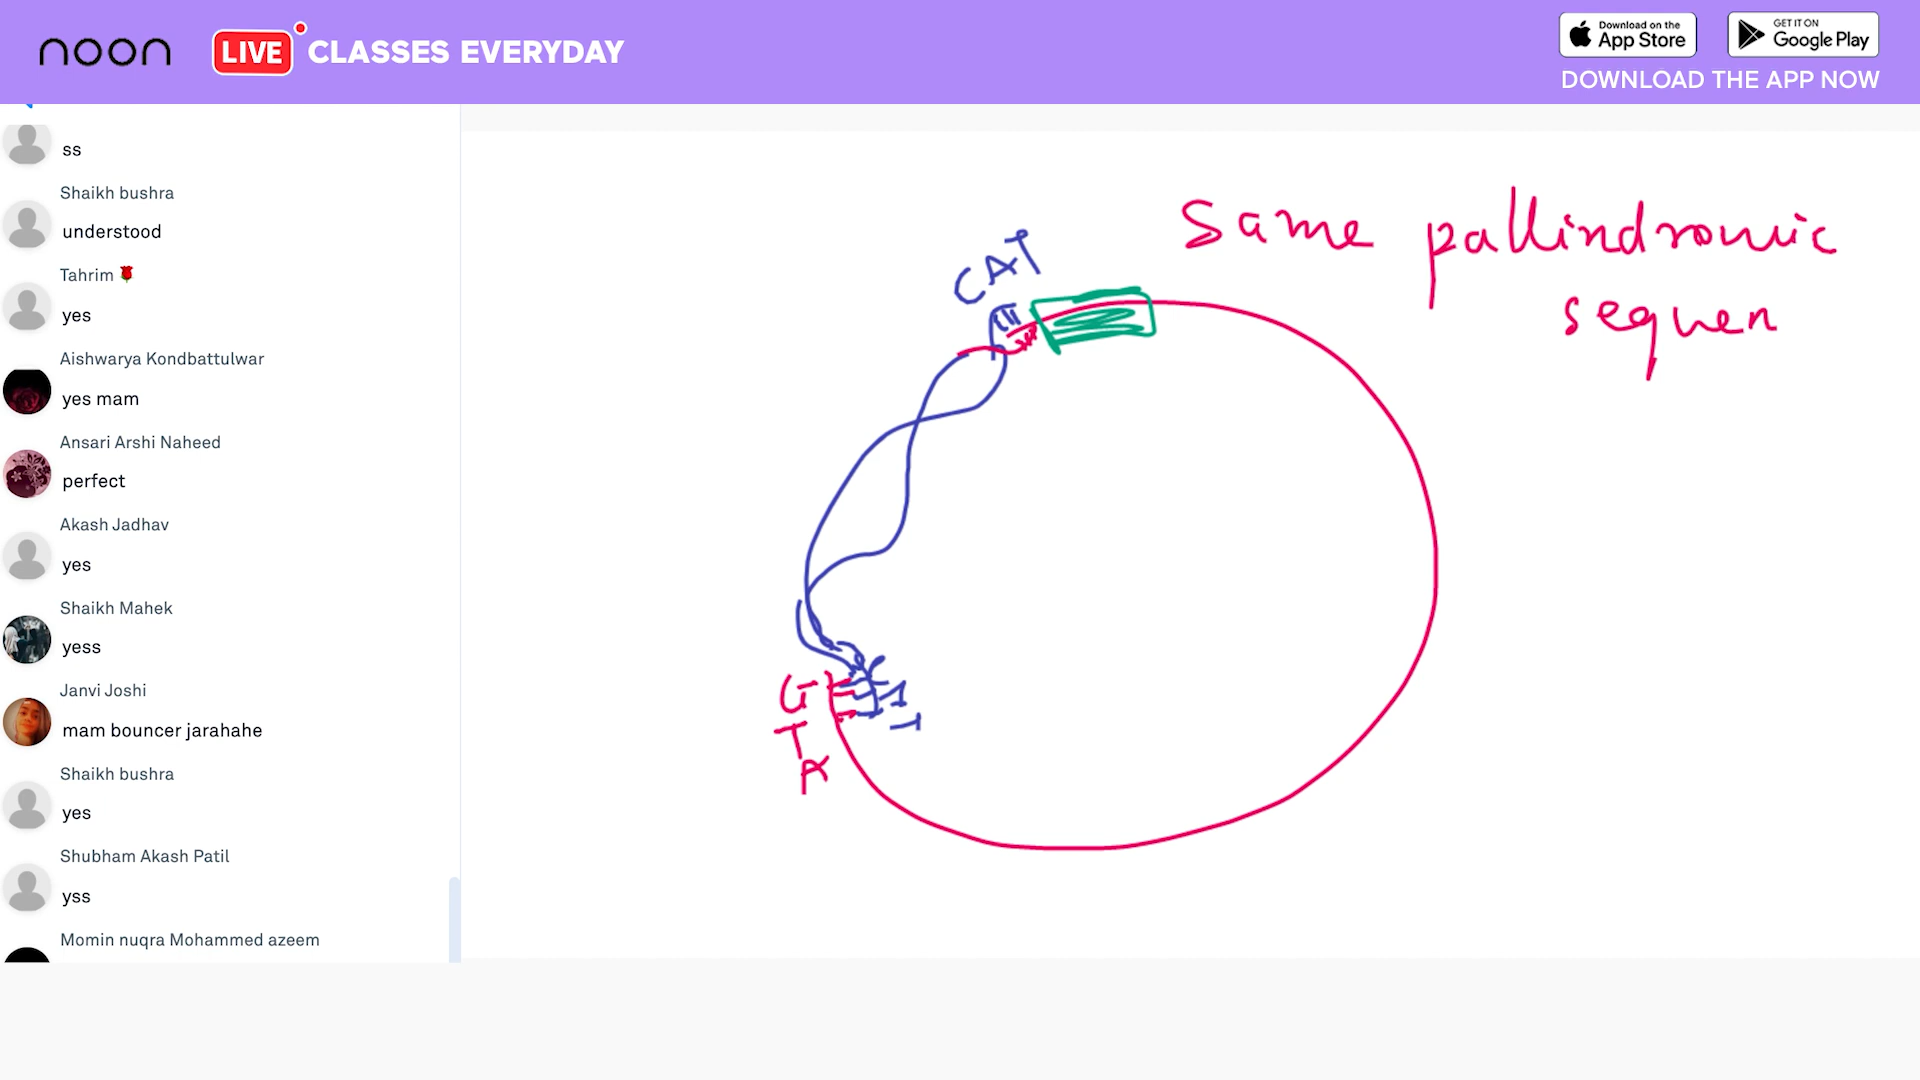 noon LIVE CLASSES EVERYDAY
Download on the App Store
GET IT ON Google Play
DOWNLOAD THE APP NOW
ss
Shaikh bushra
understood
Tahrim 🌹
yes
Aishwarya Kondbattulwar
yes mam
Ansari Arshi Naheed
perfect
Akash Jadhav
yes
Shaikh Mahek
yess
Janvi Joshi
mam bouncer jarahahe
Shaikh bushra
yes
Shubham Akash Patil
yss
Momin nuqra Mohammed azeem
Same pallindromic
sequen
CAT
G
T
A